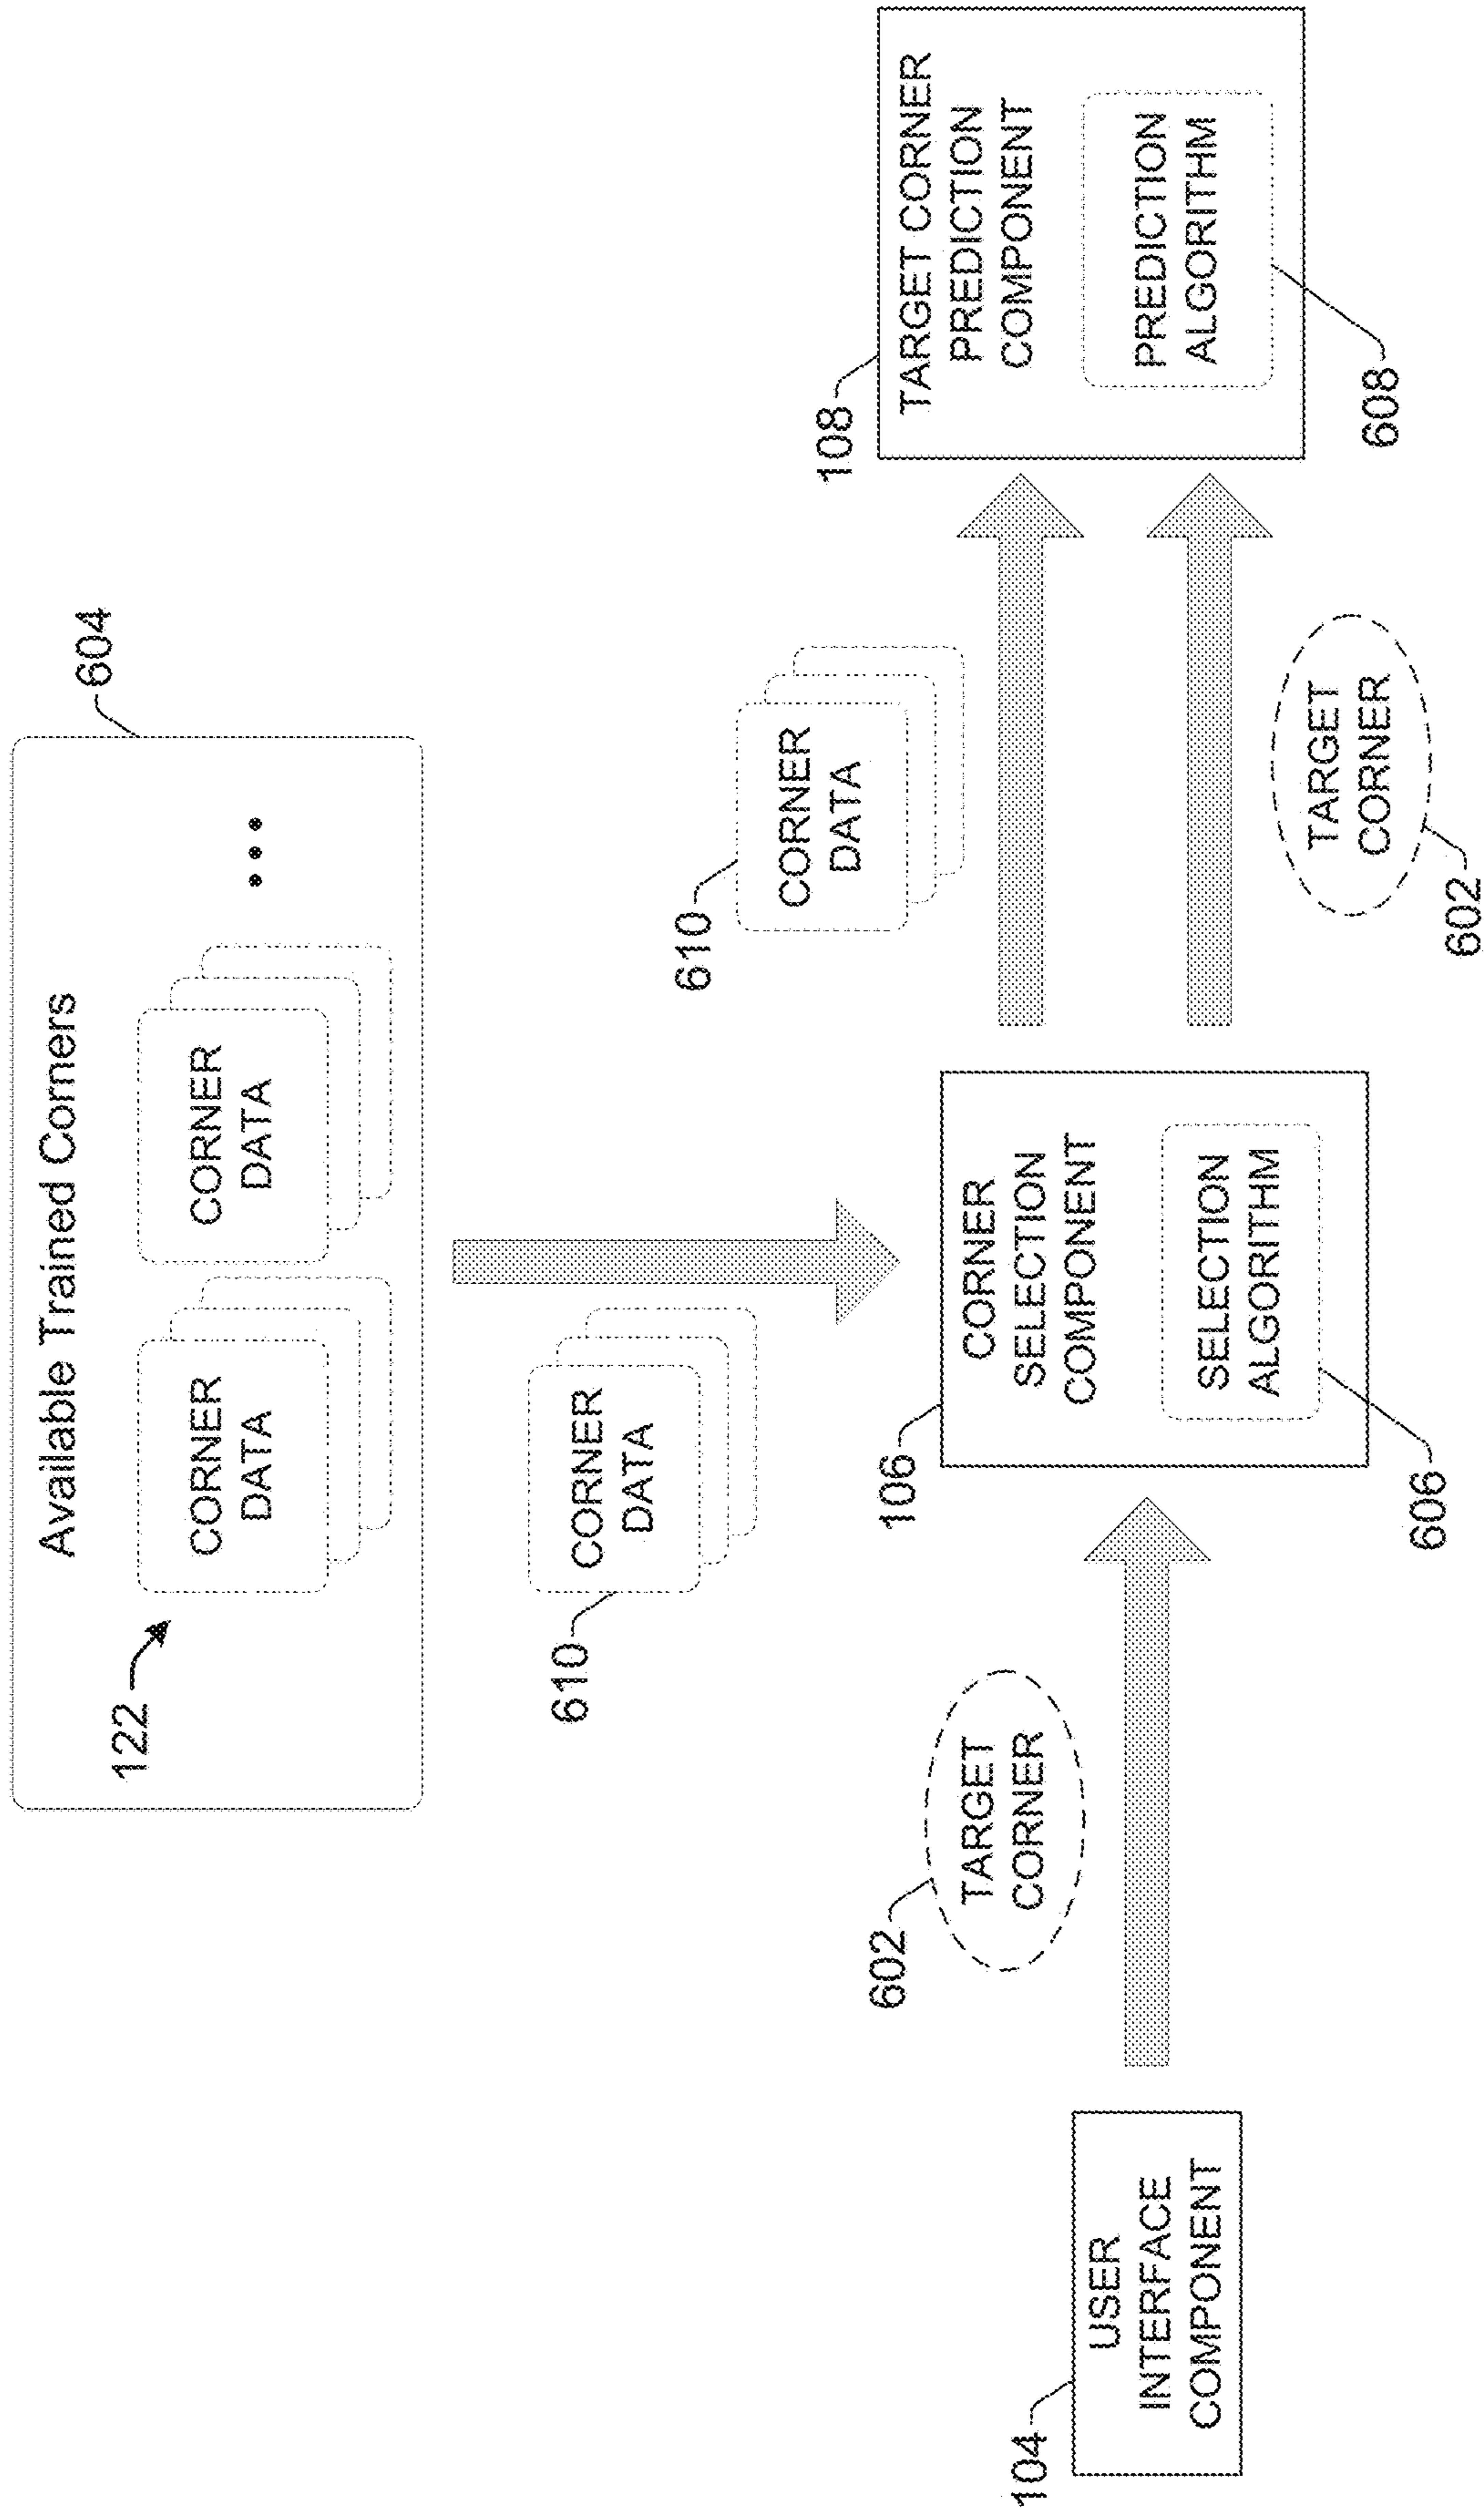 604
Available Trained Corners
122
CORNER
DATA
CORNER
DATA
610
CORNER
DATA
610
CORNER
DATA
108
TARGET CORNER
PREDICTION
COMPONENT
PREDICTION
ALGORITHM
608
602
TARGET
CORNER
106
CORNER
SELECTION
COMPONENT
SELECTION
ALGORITHM
606
TARGET
CORNER
602
104
USER
INTERFACE
COMPONENT